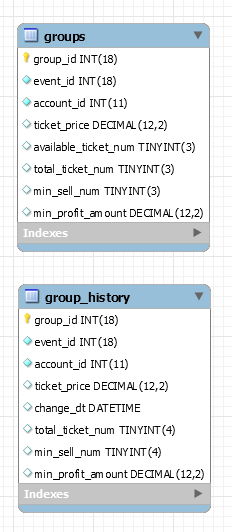 groups
group_id INT(18)
event_id INT(18)
account_id INT(11)
ticket_price DECIMAL(12,2)
available_ticket_num TINYINT(3)
total_ticket_num TINYINT(3)
min_sell_num TINYINT(3)
min_profit_amount DECIMAL(12,2)
Indexes
group_history
group_id INT(18)
event_id INT(18)
account_id INT(11)
ticket_price DECIMAL(12,2)
change_dt DATETIME
total_ticket_num TINYINT(4)
min_sell_num TINYINT(4)
min_profit_amount DECIMAL(12,2)
Indexes